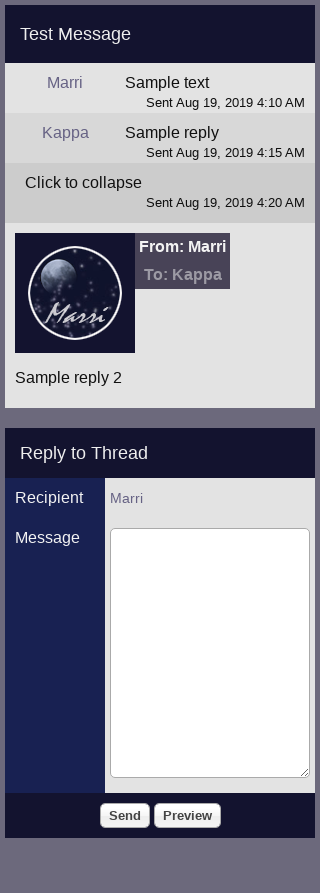 Test Message
Marri Sample text
Sent Aug 19, 2019 4:10 AM
Kappa Sample reply
Sent Aug 19, 2019 4:15 AM
Click to collapse
Sent Aug 19, 2019 4:20 AM
From: Marri
To: Kappa
Marri
Sample reply 2
Reply to Thread
Recipient Marri
Message
Send Preview